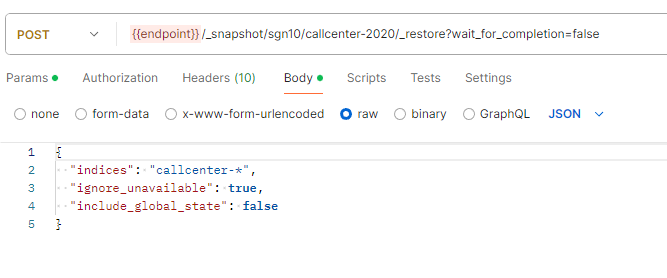 POST {{endpoint}}/_snapshot/sgn10/callcenter-2020/_restore?wait_for_completion=false
Params Authorization Headers (10) Body Scripts Tests Settings
none form-data x-www-form-urlencoded raw binary GraphQL JSON
1 {
2 "indices": "callcenter-*",
3 "ignore_unavailable": true,
4 "include_global_state": false
5 }